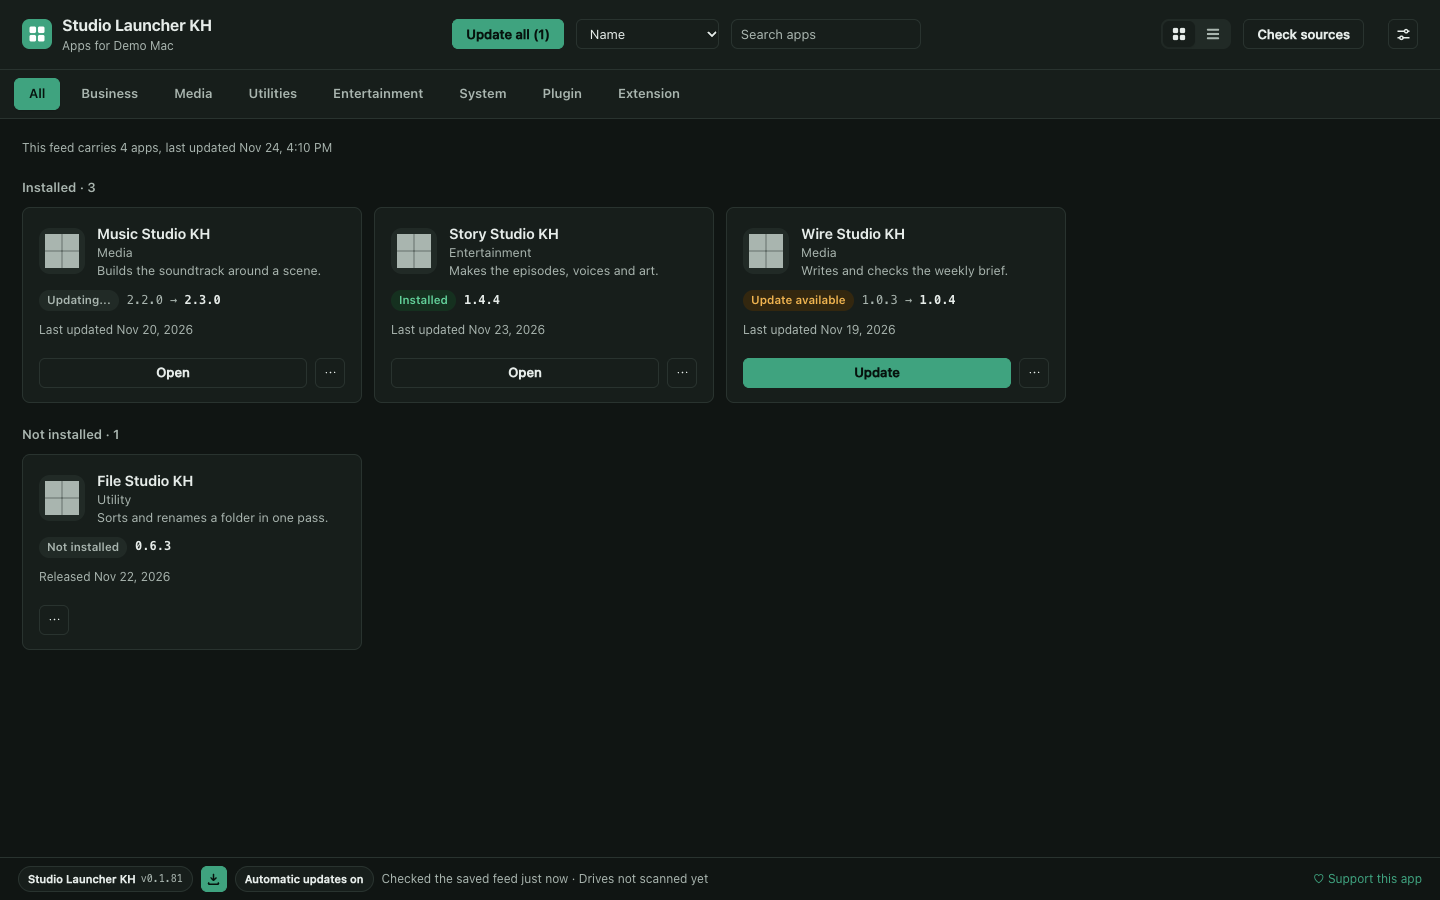 Studio Launcher KH
Apps for Demo Mac
Update all (1)
Name
Search apps
Check sources
All
Business
Media
Utilities
Entertainment
System
Plugin
Extension
This feed carries 4 apps, last updated Nov 24, 4:10 PM
Installed · 3
Music Studio KH
Media
Builds the soundtrack around a scene.
Updating... 2.2.0 → 2.3.0
Last updated Nov 20, 2026
Open
...
Story Studio KH
Entertainment
Makes the episodes, voices and art.
Installed 1.4.4
Last updated Nov 23, 2026
Open
...
Wire Studio KH
Media
Writes and checks the weekly brief.
Update available 1.0.3 → 1.0.4
Last updated Nov 19, 2026
Update
...
Not installed · 1
File Studio KH
Utility
Sorts and renames a folder in one pass.
Not installed 0.6.3
Released Nov 22, 2026
...
Studio Launcher KH v0.1.81
Automatic updates on
Checked the saved feed just now · Drives not scanned yet
♡ Support this app